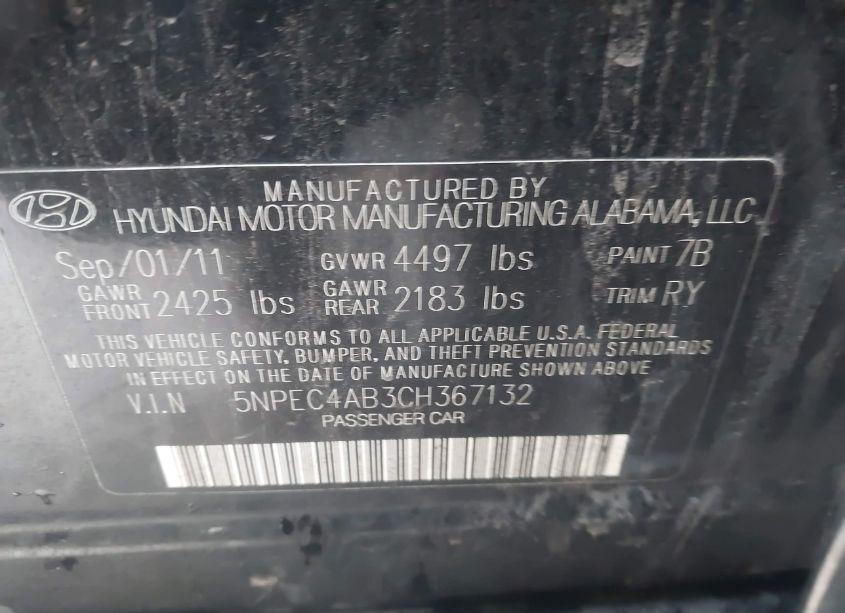 MANUFACTURED BY
HYUNDAI MOTOR MANUFACTURING ALABAMA, LLC
Sep/01/11 GVWR 4497 lbs PAINT 7B
GAWR FRONT 2425 lbs GAWR REAR 2183 lbs TRIM RY
THIS VEHICLE CONFORMS TO ALL APPLICABLE U.S.A. FEDERAL
MOTOR VEHICLE SAFETY, BUMPER, AND THEFT PREVENTION STANDARDS
IN EFFECT ON THE DATE OF MANUFACTURE SHOWN ABOVE
V.I.N 5NPEC4AB3CH367132
PASSENGER CAR